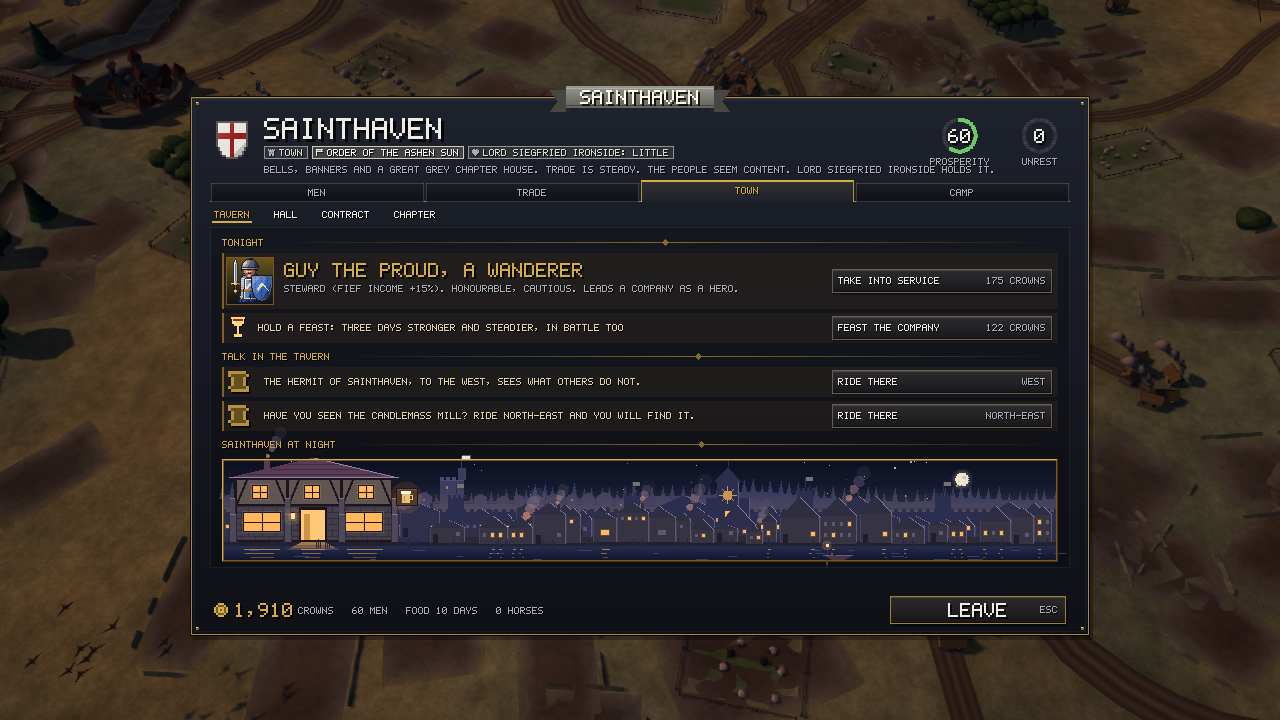 SAINTHAVEN
SAINTHAVEN
TOWN ORDER OF THE ASHEN SUN LORD SIEGFRIED IRONSIDE: LITTLE
60 0
PROSPERITY UNREST
BELLS, BANNERS AND A GREAT GREY CHAPTER HOUSE. TRADE IS STEADY. THE PEOPLE SEEM CONTENT. LORD SIEGFRIED IRONSIDE HOLDS IT.
MEN TRADE TOWN CAMP
TAVERN HALL CONTRACT CHAPTER
TONIGHT
GUY THE PROUD, A WANDERER
STEWARD (FIEF INCOME +15%). HONOURABLE, CAUTIOUS. LEADS A COMPANY AS A HERO.
TAKE INTO SERVICE 175 CROWNS
HOLD A FEAST: THREE DAYS STRONGER AND STEADIER, IN BATTLE TOO
FEAST THE COMPANY 122 CROWNS
TALK IN THE TAVERN
THE HERMIT OF SAINTHAVEN, TO THE WEST, SEES WHAT OTHERS DO NOT.
RIDE THERE WEST
HAVE YOU SEEN THE CANDLEMASS MILL? RIDE NORTH-EAST AND YOU WILL FIND IT.
RIDE THERE NORTH-EAST
SAINTHAVEN AT NIGHT
1,910 CROWNS 60 MEN FOOD 10 DAYS 0 HORSES
LEAVE ESC